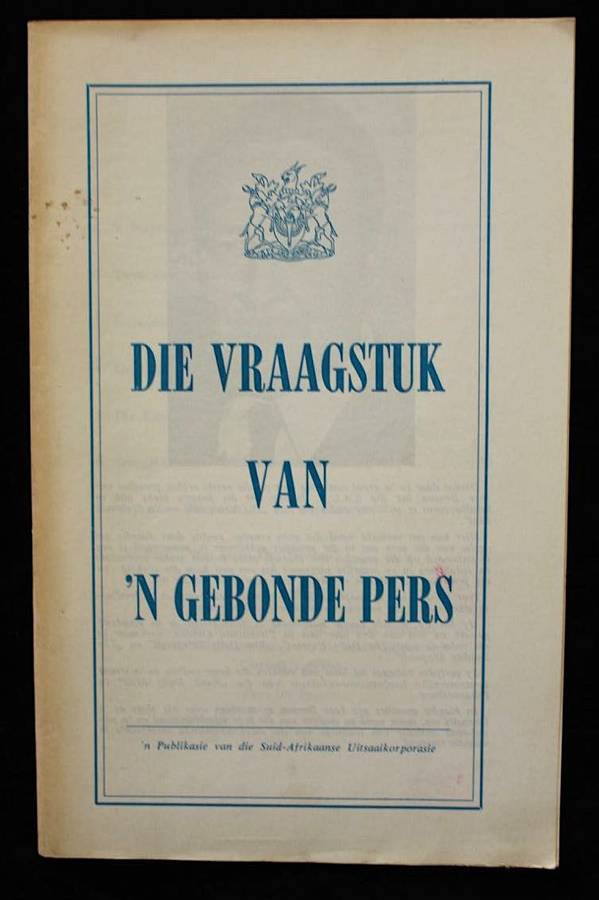 DIE VRAAGSTUK
VAN
'N GEBONDE PERS
'n Publikasie van die Suid-Afrikaanse Uitsaaikorporasie